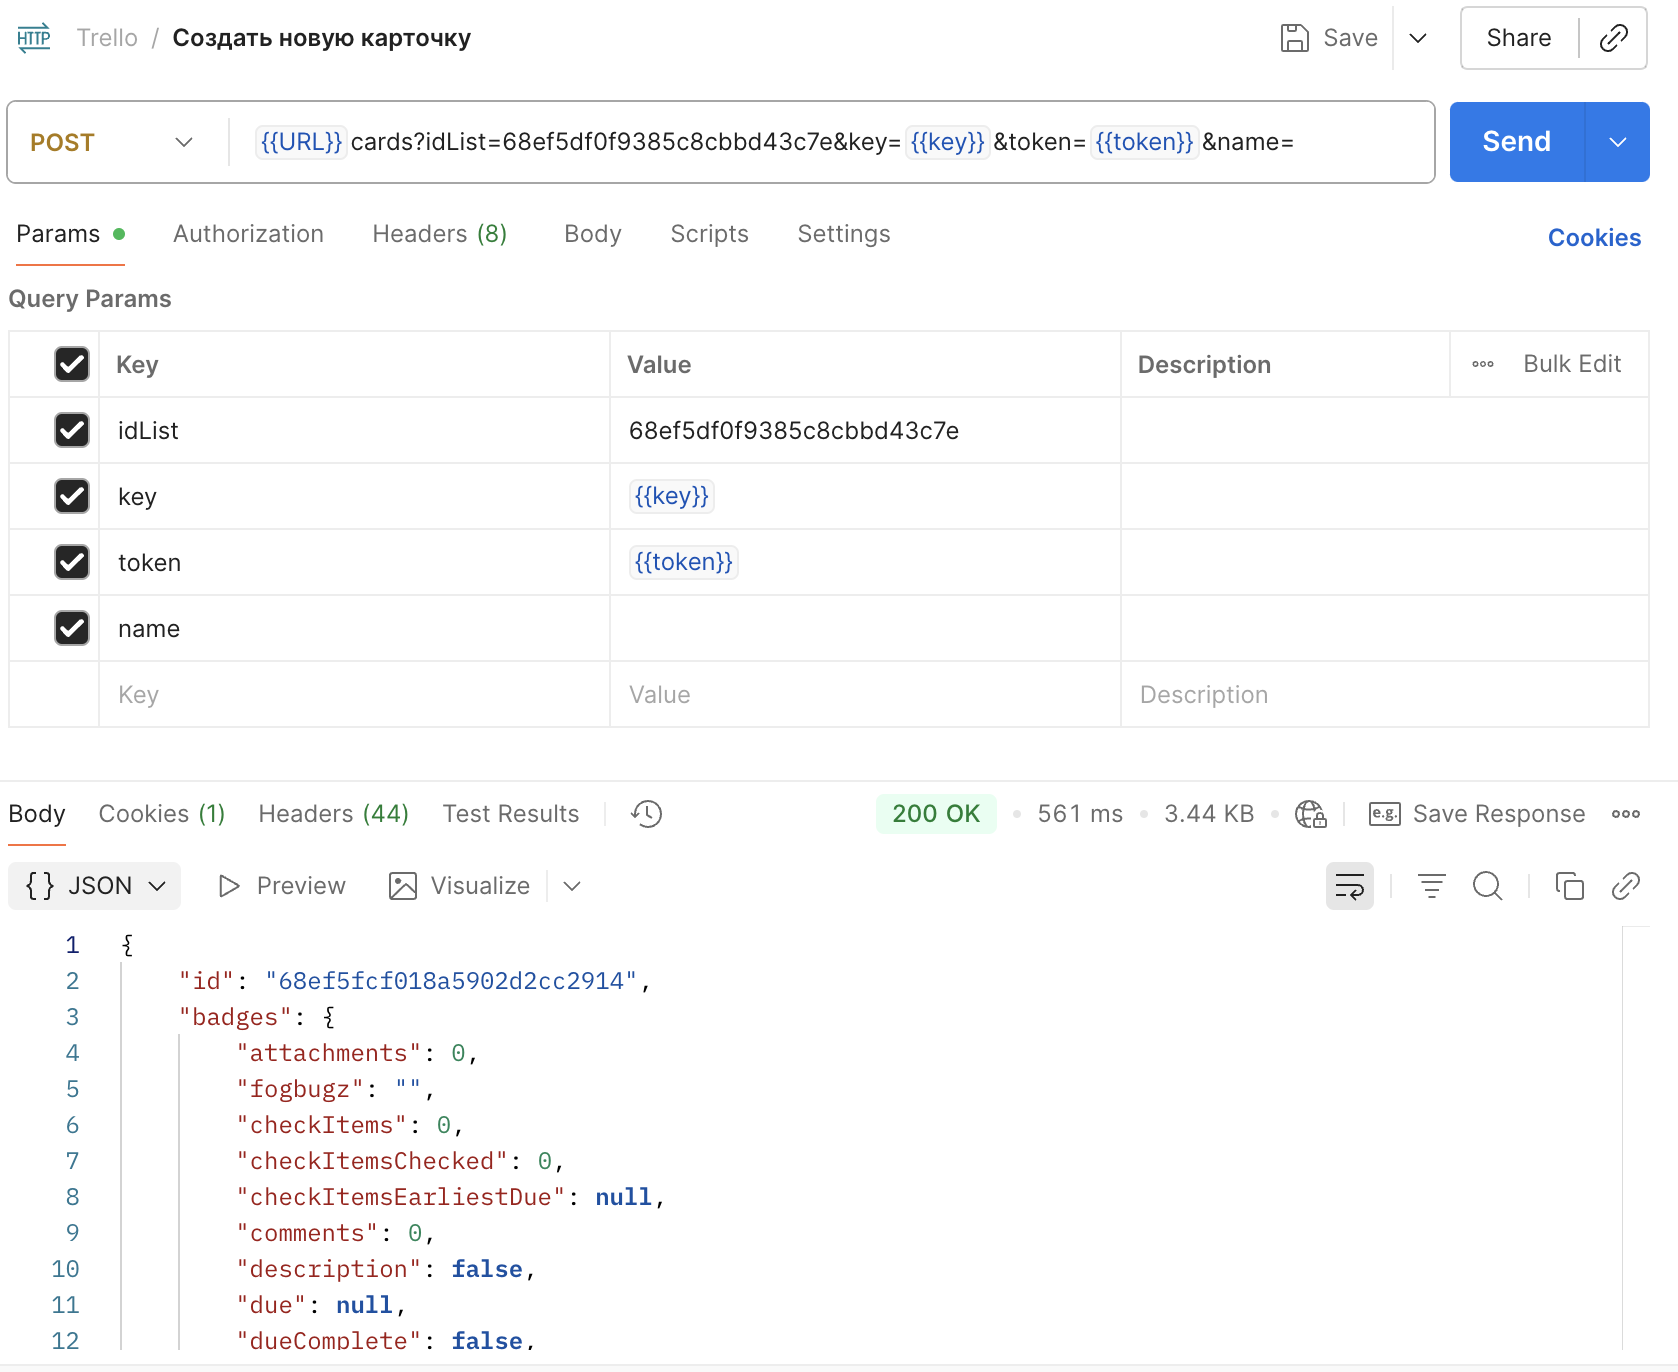 HTTP Trello / Создать новую карточку Save Share
POST {{URL}} cards?idList=68ef5df0f9385c8cbbd43c7e&key= {{key}} &token= {{token}} &name= Send
Params Authorization Headers (8) Body Scripts Settings Cookies
Query Params
Key Value Description Bulk Edit
idList 68ef5df0f9385c8cbbd43c7e
key {{key}}
token {{token}}
name
Key Value Description
Body Cookies (1) Headers (44) Test Results 200 OK 561 ms 3.44 KB e.g. Save Response
{} JSON Preview Visualize
1 {
2 "id": "68ef5fcf018a5902d2cc2914",
3 "badges": {
4 "attachments": 0,
5 "fogbugz": "",
6 "checkItems": 0,
7 "checkItemsChecked": 0,
8 "checkItemsEarliestDue": null,
9 "comments": 0,
10 "description": false,
11 "due": null,
12 "dueComplete": false,